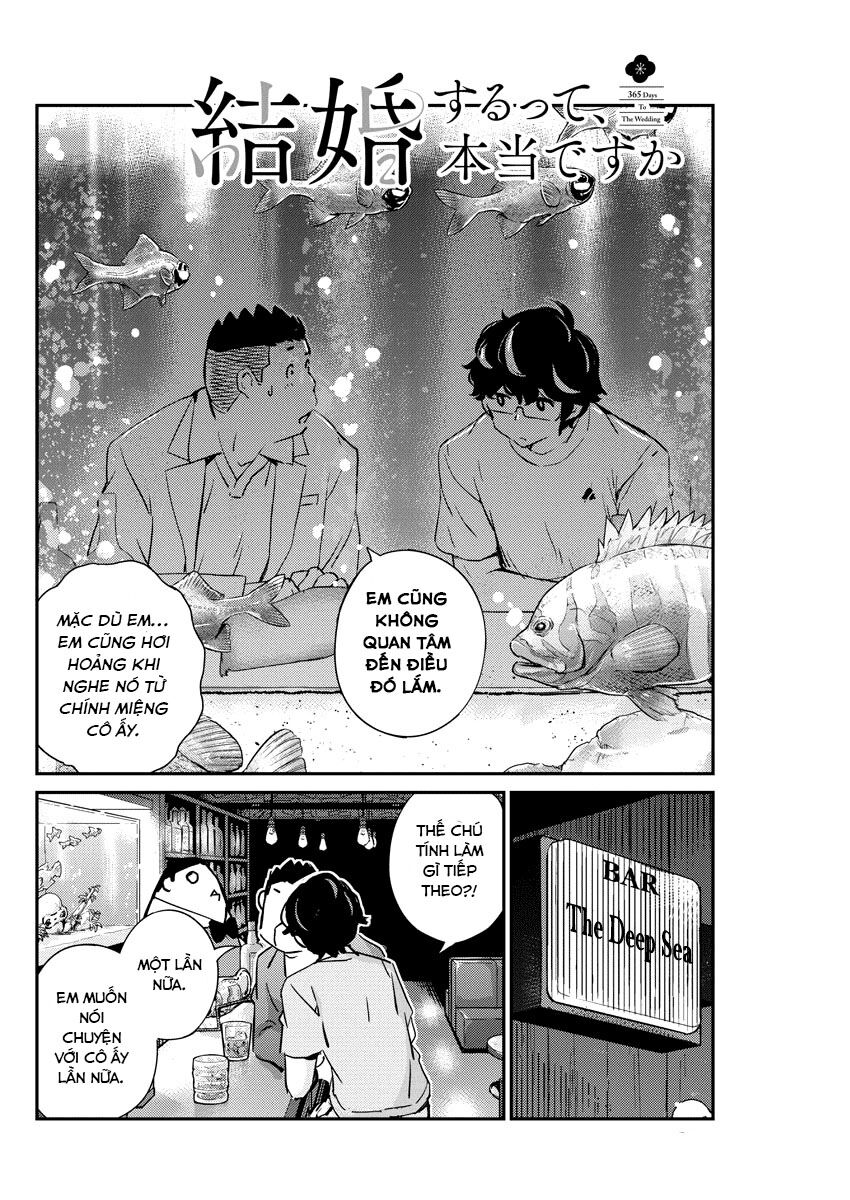 結婚するって、
本当ですか
365 Days
To
The Wedding
EM CŨNG
KHÔNG
QUAN TÂM
ĐẾN ĐIỀU
ĐÓ LẮM.
MẶC DÙ EM...
EM CŨNG HƠI
HOẢNG KHI
NGHE NÓ TỪ
CHÍNH MIỆNG
CÔ ẤY.
BAR
The Deep Sea
THẾ CHÚ
TÍNH LÀM
GÌ TIẾP
THEO?!
MỘT LẦN
NỮA.
EM MUỐN
NÓI
CHUYỆN
VỚI CÔ ẤY
LẦN NỮA.